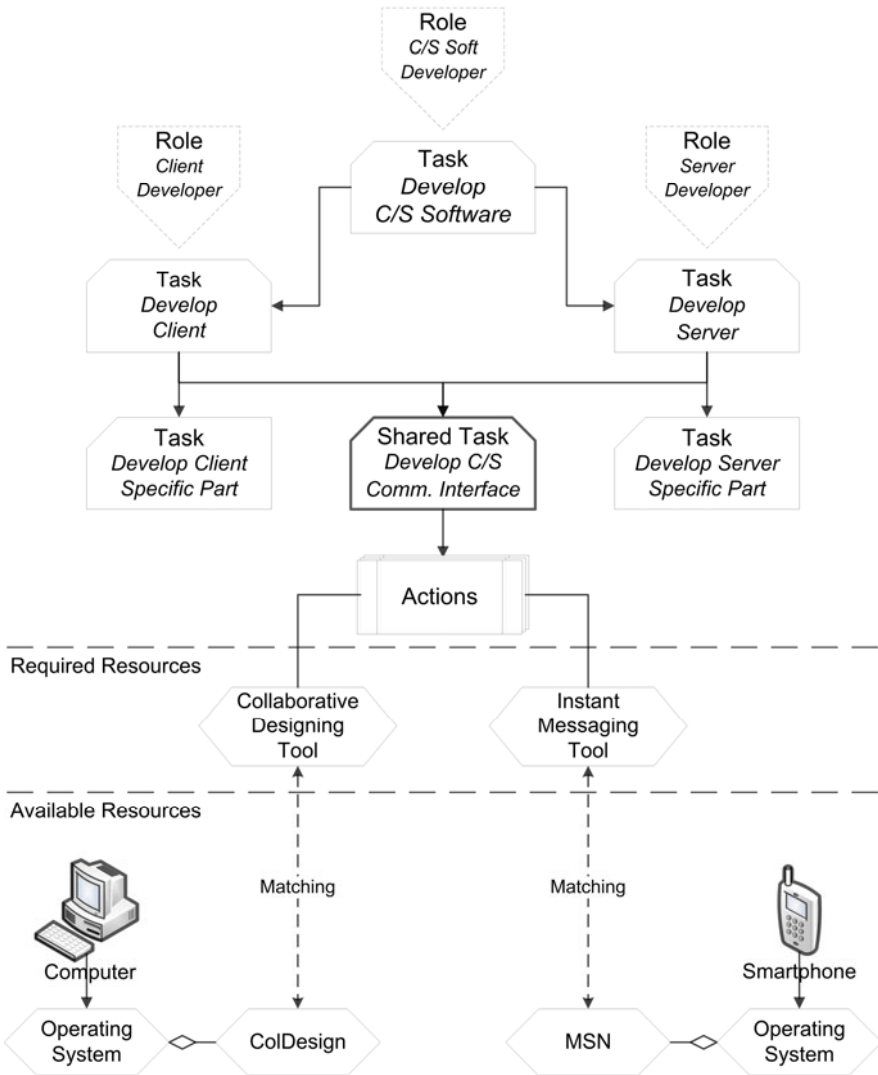 Role
C/S Soft
Developer
Role
Client
Developer
Task
Develop
C/S Software
Role
Server
Developer
Task
Develop
Client
Task
Develop
Server
Task
Develop Client
Specific Part
Shared Task
Develop C/S
Comm. Interface
Task
Develop Server
Specific Part
Actions
Required Resources
Collaborative
Designing
Tool
Instant
Messaging
Tool
Available Resources
Matching
Matching
Computer
Smartphone
Operating
System
ColDesign
MSN
Operating
System